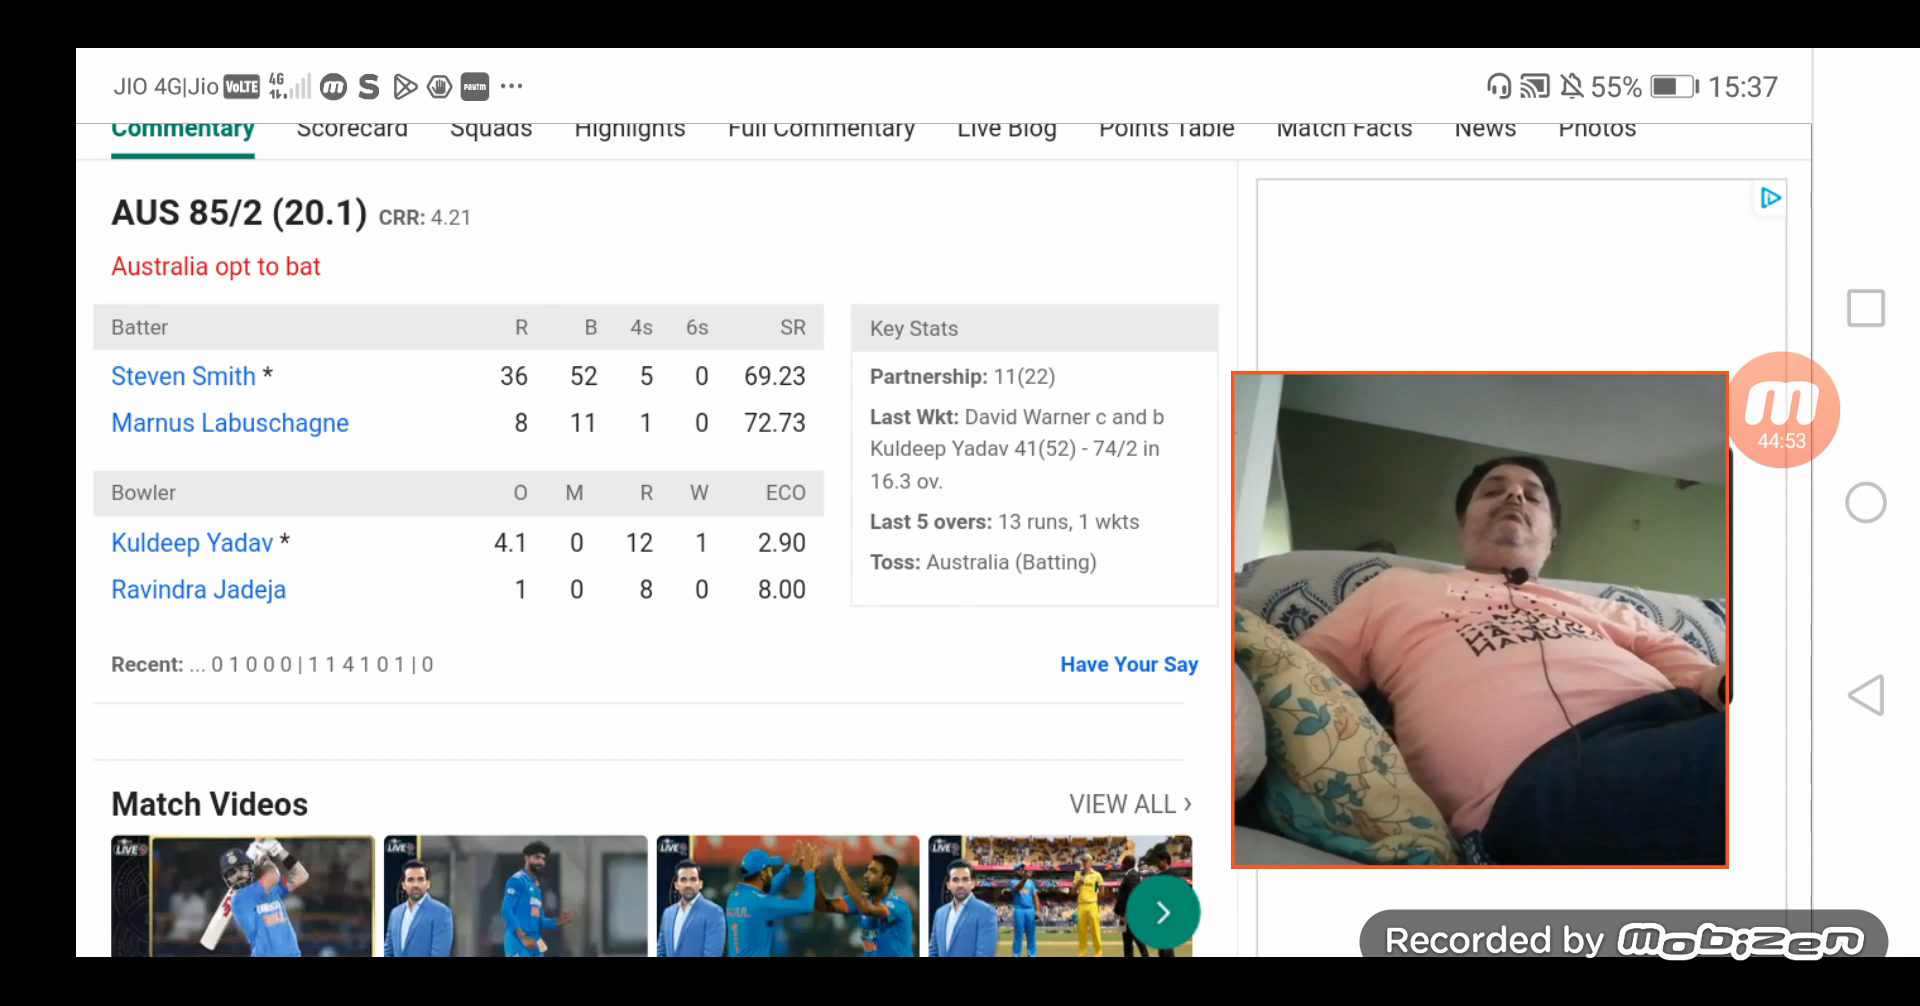 JIO 4G|Jio VoLTE 4G S paytm ... 55% 15:37
Commentary Scorecard Squads Highlights Full Commentary Live Blog Points Table Match Facts News Photos
AUS 85/2 (20.1) CRR: 4.21
Australia opt to bat
Batter R B 4s 6s SR
Steven Smith * 36 52 5 0 69.23
Marnus Labuschagne 8 11 1 0 72.73
Bowler O M R W ECO
Kuldeep Yadav * 4.1 0 12 1 2.90
Ravindra Jadeja 1 0 8 0 8.00
Recent: ... 0 1 0 0 0 | 1 1 4 1 0 1 | 0
Have Your Say
Key Stats
Partnership: 11(22)
Last Wkt: David Warner c and b
Kuldeep Yadav 41(52) - 74/2 in
16.3 ov.
Last 5 overs: 13 runs, 1 wkts
Toss: Australia (Batting)
m
44:53
Match Videos VIEW ALL ›
LIVE LIVE LIVE LIVE
Recorded by mobizen